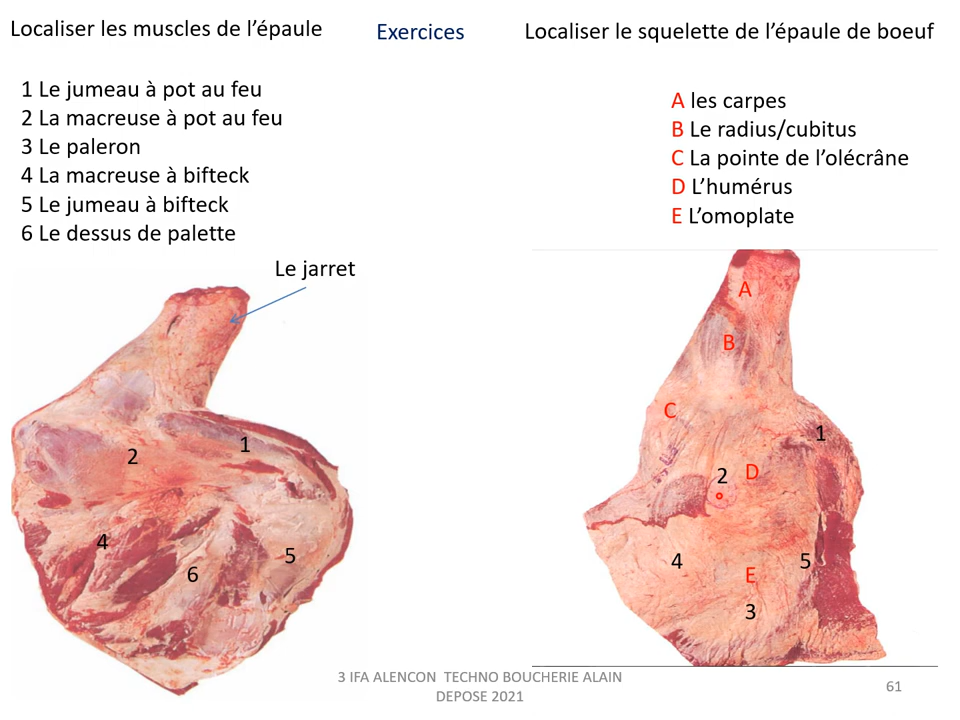 Localiser les muscles de l’épaule
Exercices
Localiser le squelette de l’épaule de boeuf
1 Le jumeau à pot au feu
2 La macreuse à pot au feu
3 Le paleron
4 La macreuse à bifteck
5 Le jumeau à bifteck
6 Le dessus de palette
A les carpes
B Le radius/cubitus
C La pointe de l’olécrâne
D L’humérus
E L’omoplate
Le jarret
1
2
4
5
6
A
B
C
1
2
D
4
5
E
3
3 IFA ALENCON TECHNO BOUCHERIE ALAIN
DEPOSE 2021
61